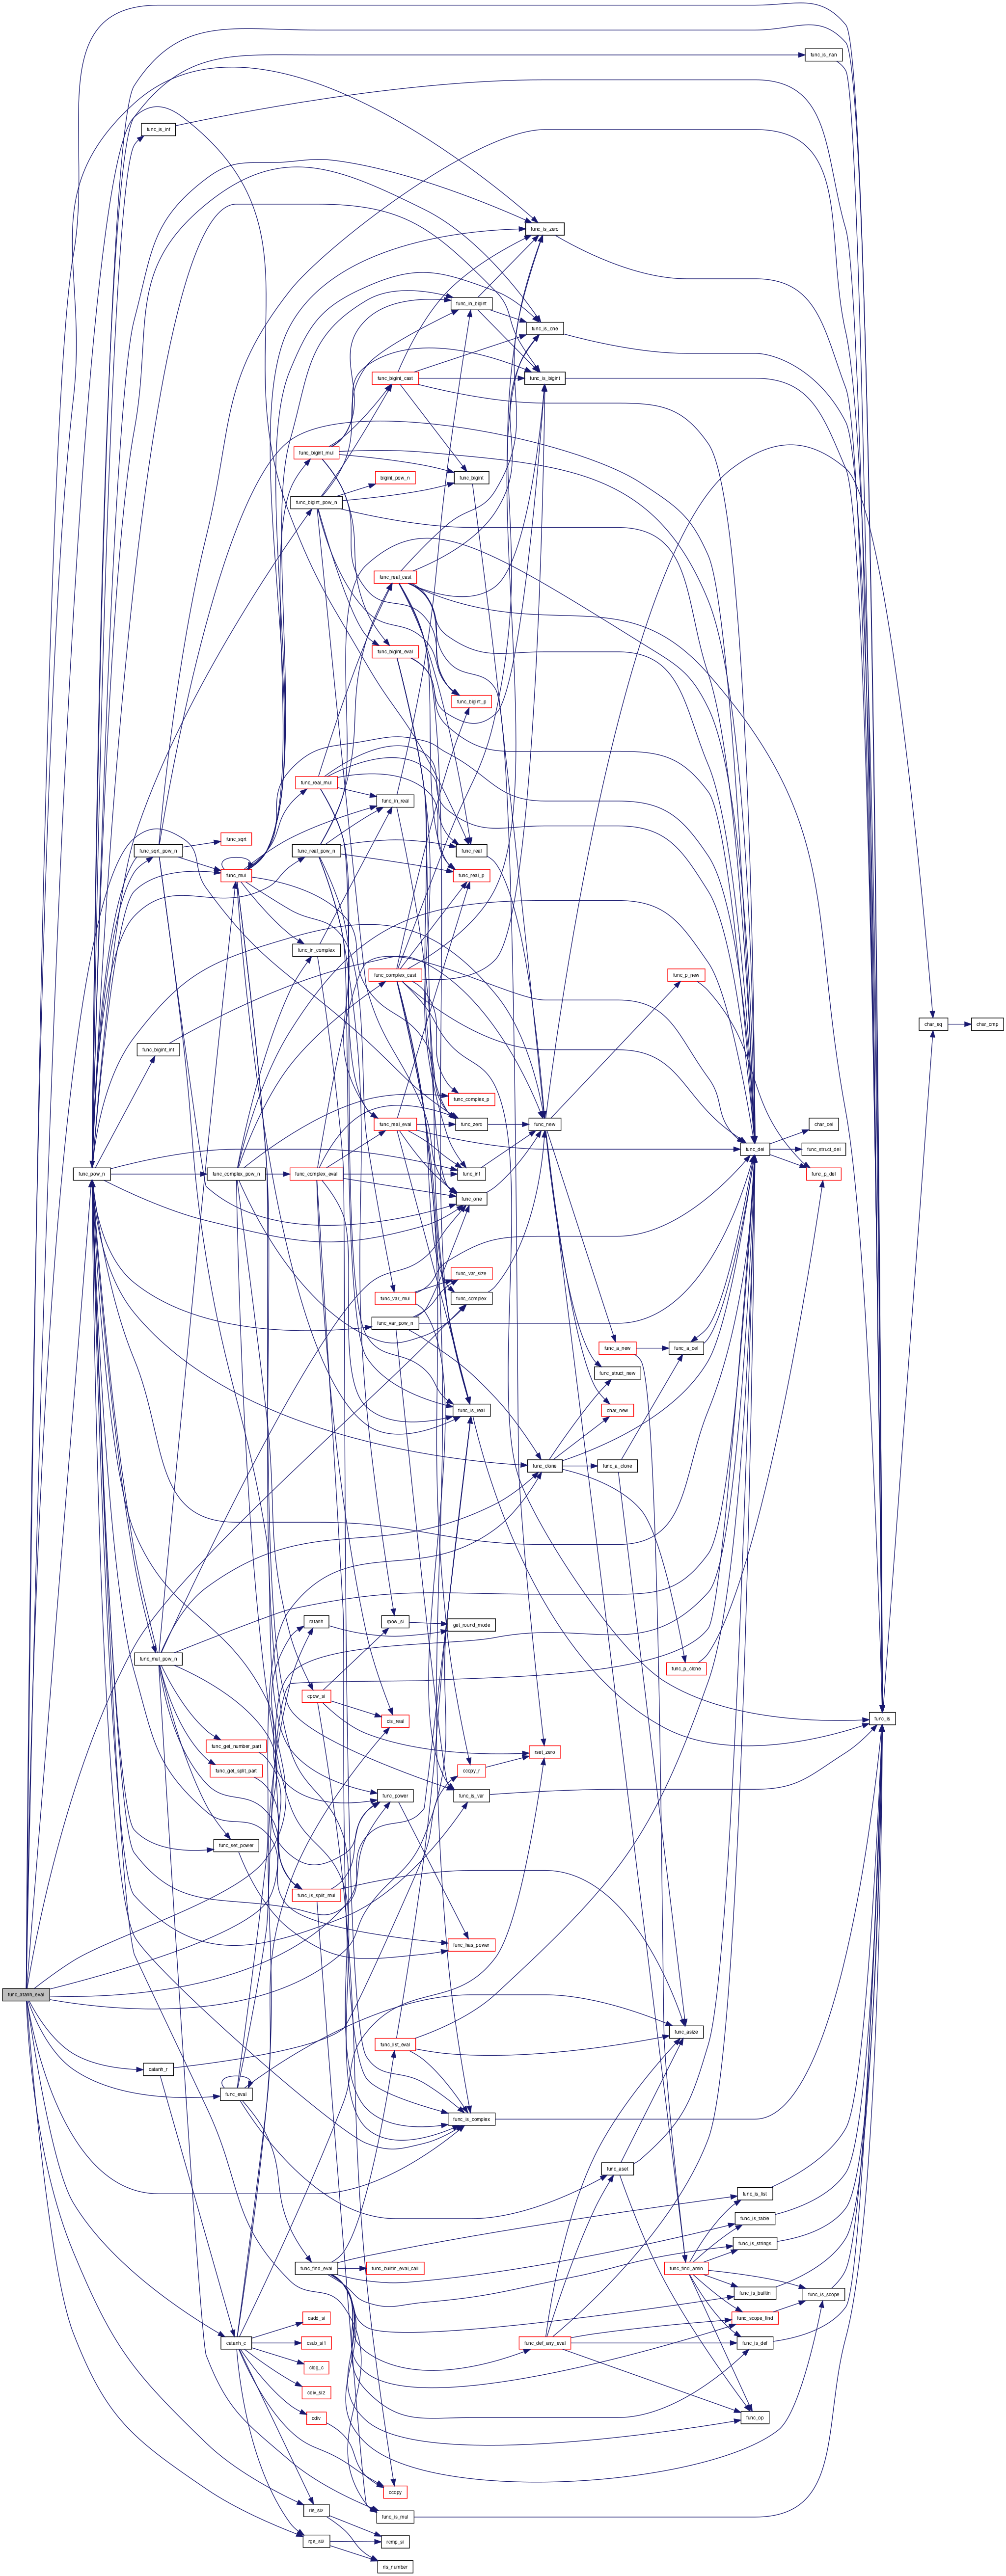 func_is_nan
func_is_inf
func_is_zero
func_in_bigint
func_is_one
func_bigint_cast
func_is_bigint
func_bigint_mul
bigint_pow_n
func_bigint
func_bigint_pow_n
func_real_cast
func_bigint_eval
func_bigint_p
func_real_mul
func_in_real
func_sqrt
func_sqrt_pow_n
func_real_pow_n
func_real
func_mul
func_real_p
func_in_complex
func_complex_cast
func_p_new
char_eq
char_cmp
func_bigint_int
func_complex_p
func_real_eval
func_zero
func_new
char_del
func_del
func_struct_del
func_pow_n
func_complex_pow_n
func_complex_eval
func_inf
func_p_del
func_one
func_var_size
func_var_mul
func_complex
func_var_pow_n
func_a_new
func_a_del
func_struct_new
char_new
func_is_real
func_clone
func_a_clone
ratanh
rpow_si
get_round_mode
func_mul_pow_n
func_p_clone
cpow_si
cis_real
func_is
func_get_number_part
rset_zero
func_get_split_part
ccopy_r
func_power
func_is_var
func_set_power
func_is_split_mul
func_has_power
func_atanh_eval
func_asize
func_list_eval
catanh_r
func_eval
func_is_complex
func_aset
func_is_list
func_find_eval
func_builtin_eval_call
func_is_table
func_is_strings
func_find_amin
func_is_builtin
func_is_scope
cadd_si
func_scope_find
catanh_c
csub_si1
func_def_any_eval
func_is_def
clog_c
cdiv_si2
cdiv
func_op
ccopy
rle_si2
func_is_mul
rge_si2
rcmp_si
ris_number